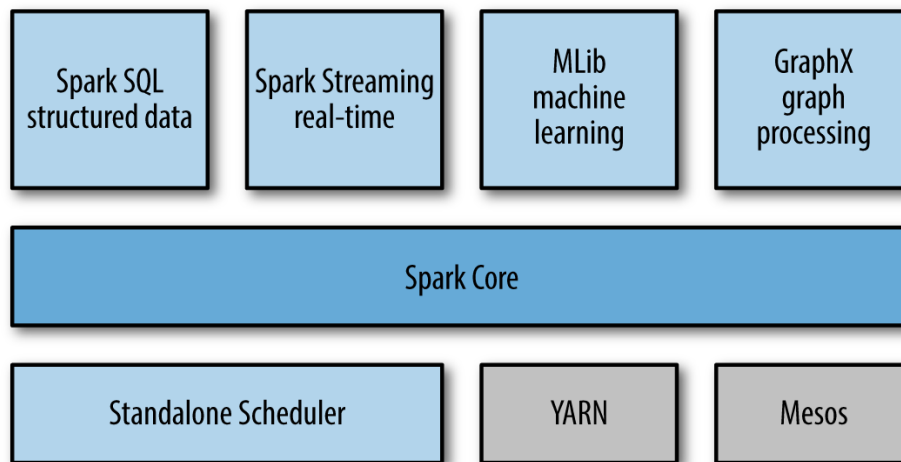 Spark SQL
structured data
Spark Streaming
real-time
MLib
machine
learning
GraphX
graph
processing
Spark Core
Standalone Scheduler
YARN
Mesos